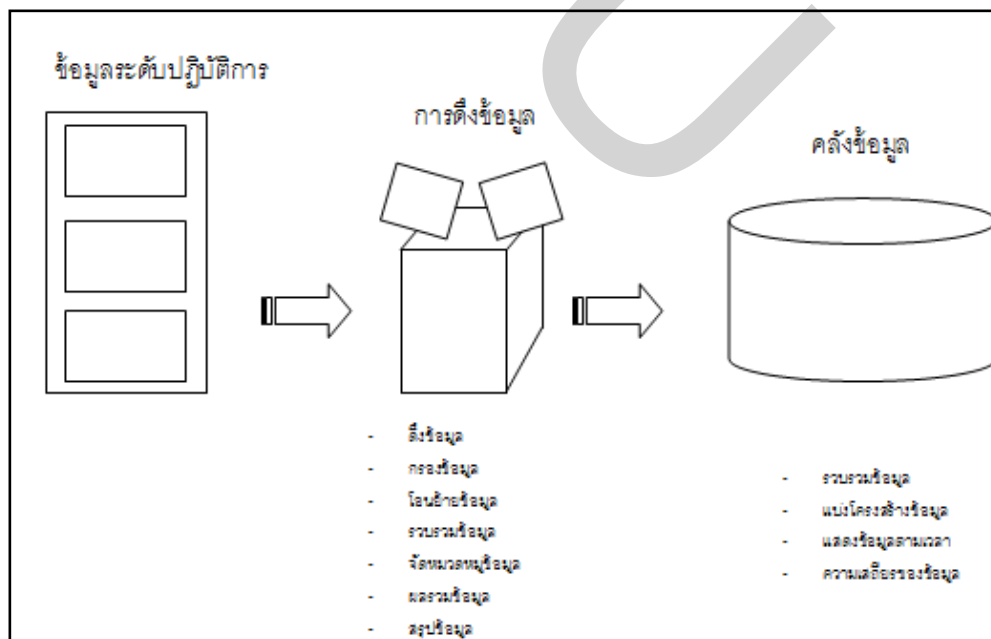 ข้อมูลระดับปฏิบัติการ
การดึงข้อมูล
คลังข้อมูล
- ดึงข้อมูล
- กรองข้อมูล
- โอนย้ายข้อมูล
- รวบรวมข้อมูล
- จัดหมวดหมู่ข้อมูล
- ผลรวมข้อมูล
- สรุปข้อมูล
- รวบรวมข้อมูล
- แบ่งโครงสร้างข้อมูล
- แสดงข้อมูลตามเวลา
- ความเสถียรของข้อมูล